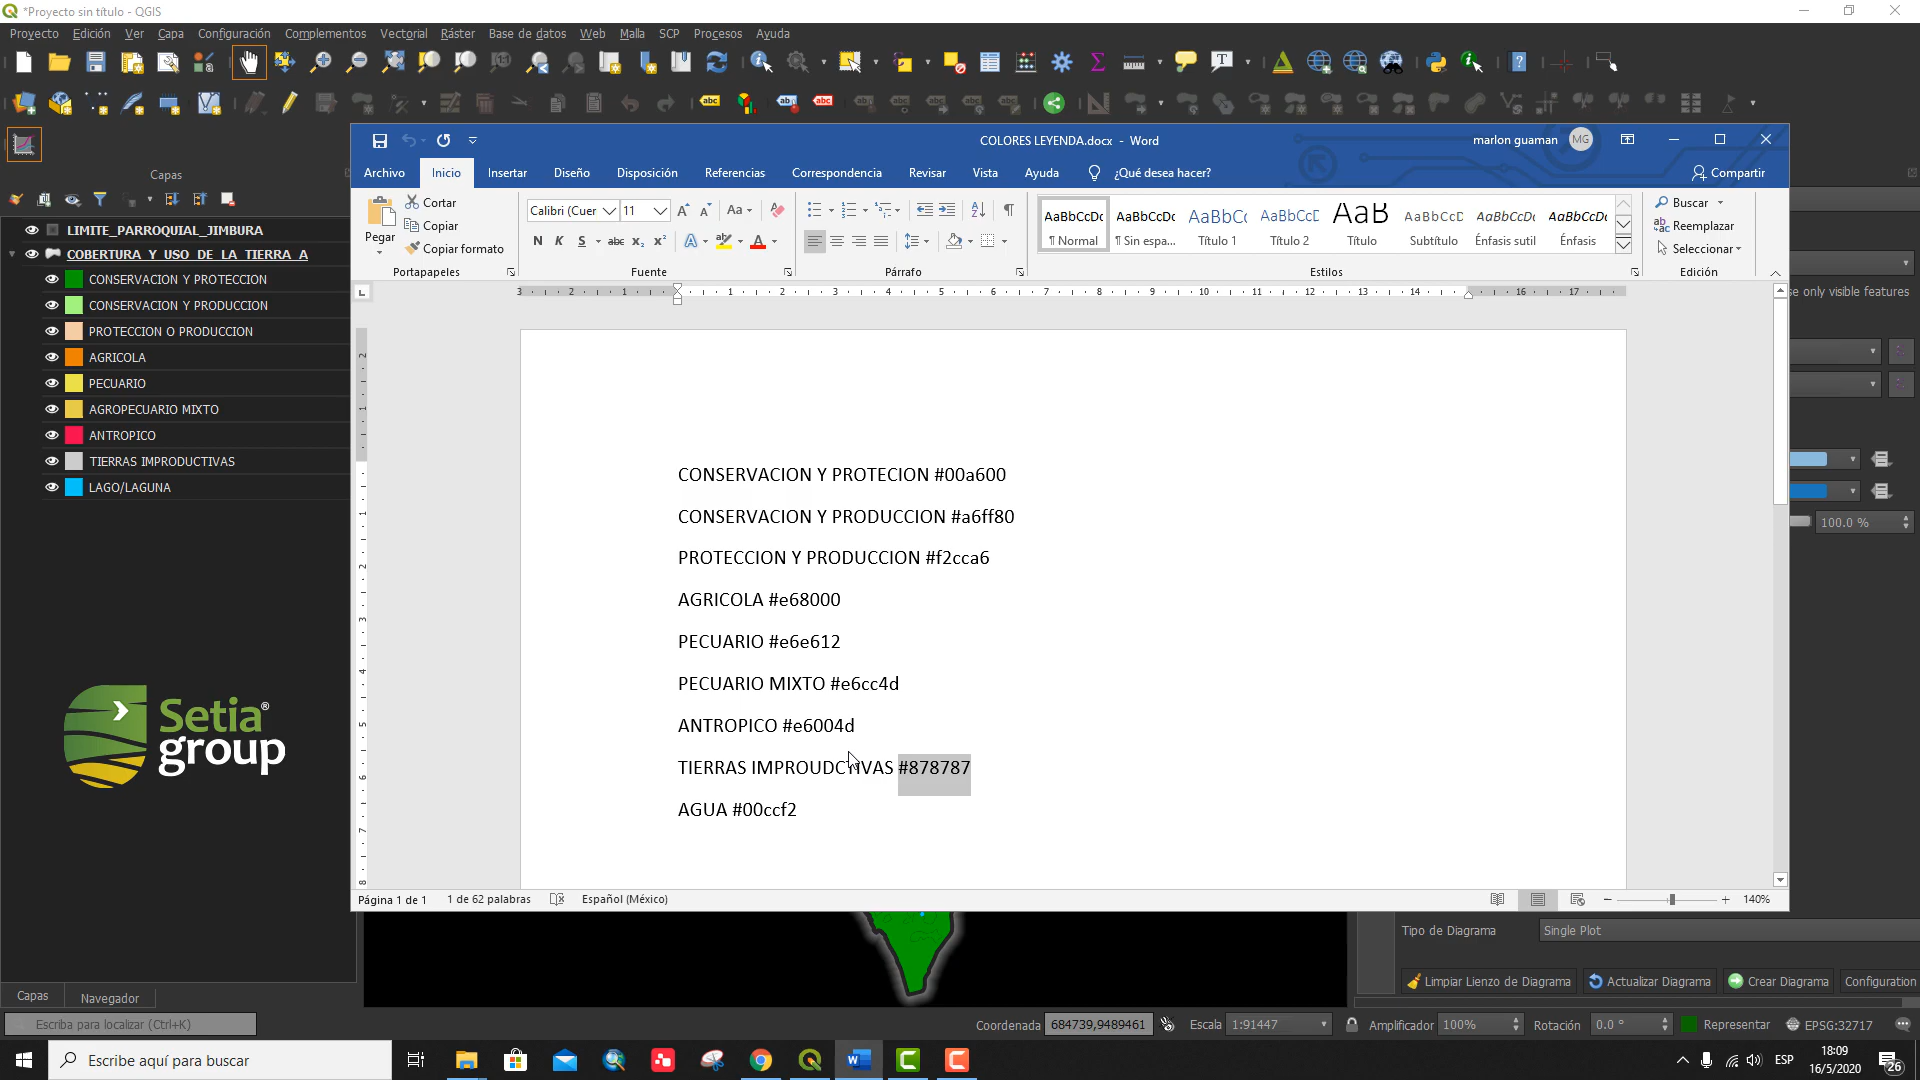 *Proyecto sin título - QGIS
Proyecto Edición Ver Capa Configuración Complementos Vectorial Ráster Base de datos Web Malla SCP Procesos Ayuda
Capas
LIMITE_PARROQUIAL_JIMBURA
COBERTURA_Y_USO_DE_LA_TIERRA_A
CONSERVACION Y PROTECCION
CONSERVACION Y PRODUCCION
PROTECCION O PRODUCCION
AGRICOLA
PECUARIO
AGROPECUARIO MIXTO
ANTROPICO
TIERRAS IMPRODUCTIVAS
LAGO/LAGUNA
Setia®
group
Capas Navegador
Escriba para localizar (Ctrl+K)
COLORES LEYENDA.docx - Word
marlon guaman MG
Archivo Inicio Insertar Diseño Disposición Referencias Correspondencia Revisar Vista Ayuda ¿Qué desea hacer? Compartir
Pegar
Cortar
Copiar
Copiar formato
Portapapeles
Calibri (Cuer 11
Fuente
Párrafo
AaBbCcDc AaBbCcDc AaBbCc AaBbCcD AaB AaBbCcD AaBbCcDc AaBbCcDc
¶ Normal ¶ Sin espa... Título 1 Título 2 Título Subtítulo Énfasis sutil Énfasis
Estilos
Buscar
Reemplazar
Seleccionar
Edición
CONSERVACION Y PROTECION #00a600
CONSERVACION Y PRODUCCION #a6ff80
PROTECCION Y PRODUCCION #f2cca6
AGRICOLA #e68000
PECUARIO #e6e612
PECUARIO MIXTO #e6cc4d
ANTROPICO #e6004d
TIERRAS IMPROUDCTIVAS #878787
AGUA #00ccf2
Página 1 de 1 1 de 62 palabras Español (México) 140%
se only visible features
100.0 %
Tipo de Diagrama Single Plot
Limpiar Lienzo de Diagrama Actualizar Diagrama Crear Diagrama Configuration
Coordenada 684739,9489461 Escala 1:91447 Amplificador 100% Rotación 0.0 ° Representar EPSG:32717
Escribe aquí para buscar
ESP
18:09
16/5/2020
26